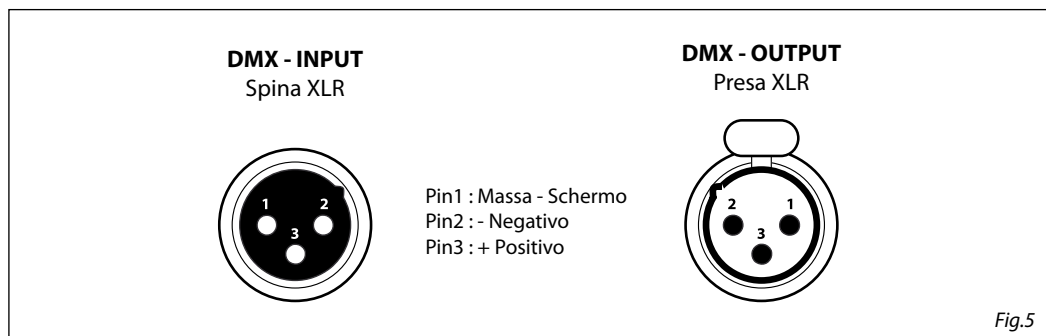 DMX - INPUT
Spina XLR
1
2
3
Pin1 : Massa - Schermo
Pin2 : - Negativo
Pin3 : + Positivo
DMX - OUTPUT
Presa XLR
2
1
3
Fig.5